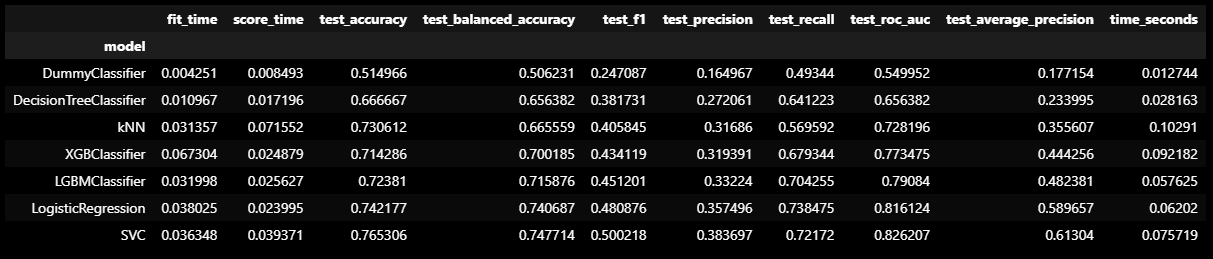 fit_time score_time test_accuracy test_balanced_accuracy test_f1 test_precision test_recall test_roc_auc test_average_precision time_seconds
model
DummyClassifier 0.004251 0.008493 0.514966 0.506231 0.247087 0.164967 0.49344 0.549952 0.177154 0.012744
DecisionTreeClassifier 0.010967 0.017196 0.666667 0.656382 0.381731 0.272061 0.641223 0.656382 0.233995 0.028163
kNN 0.031357 0.071552 0.730612 0.665559 0.405845 0.31686 0.569592 0.728196 0.355607 0.10291
XGBClassifier 0.067304 0.024879 0.714286 0.700185 0.434119 0.319391 0.679344 0.773475 0.444256 0.092182
LGBMClassifier 0.031998 0.025627 0.72381 0.715876 0.451201 0.33224 0.704255 0.79084 0.482381 0.057625
LogisticRegression 0.038025 0.023995 0.742177 0.740687 0.480876 0.357496 0.738475 0.816124 0.589657 0.06202
SVC 0.036348 0.039371 0.765306 0.747714 0.500218 0.383697 0.72172 0.826207 0.61304 0.075719